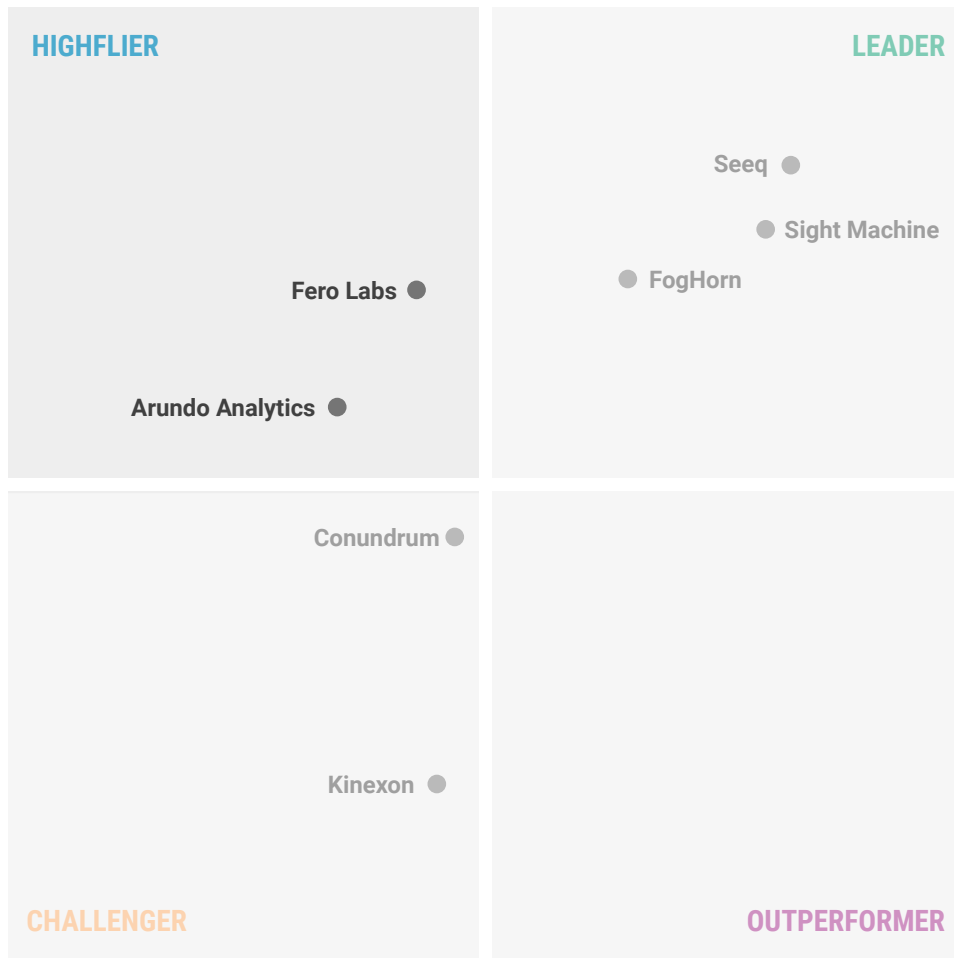 HIGHFLIER
LEADER
Seeq
Sight Machine
FogHorn
Fero Labs
Arundo Analytics
Conundrum
Kinexon
CHALLENGER
OUTPERFORMER